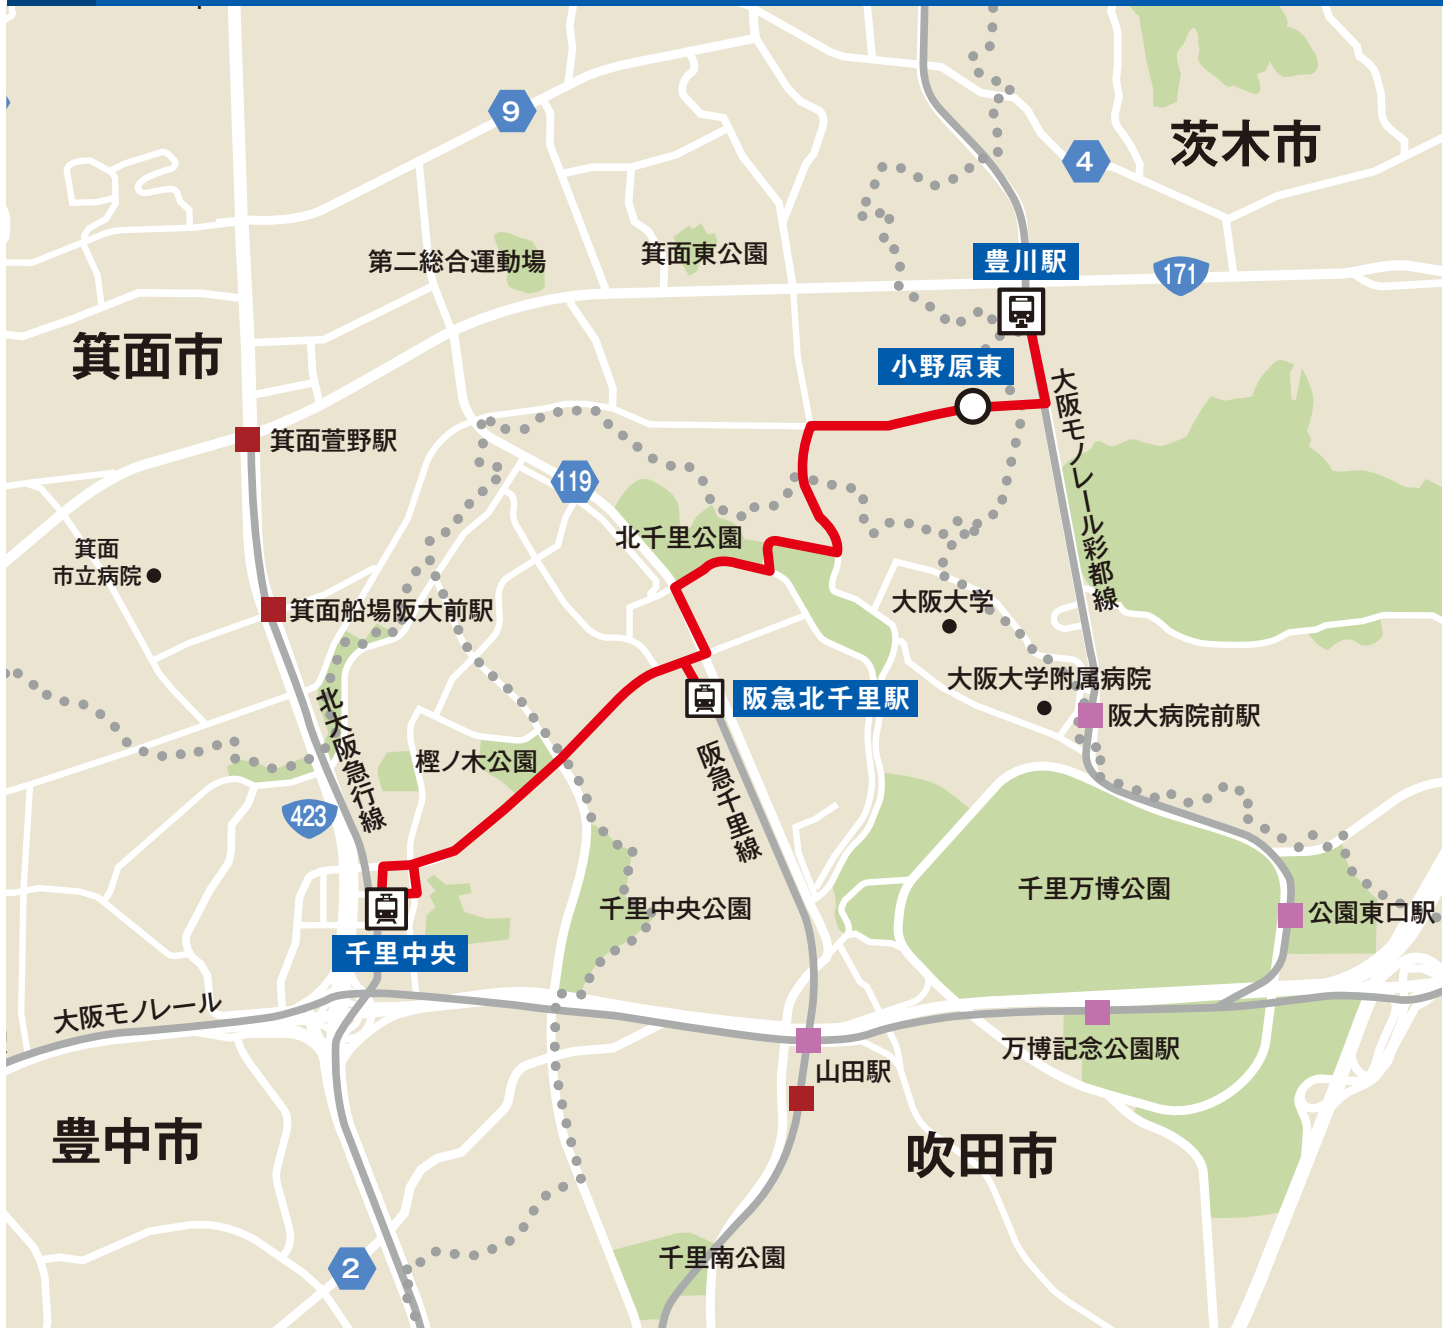 9
茨木市
4
第二総合運動場
箕面東公園
豊川駅
171
箕面市
小野原東
大阪モノレール彩都線
箕面萱野駅
119
北千里公園
箕面
市立病院
箕面船場阪大前駅
大阪大学
大阪大学附属病院
阪急北千里駅
阪大病院前駅
北大阪急行線
樫ノ木公園
阪急千里線
423
千里万博公園
千里中央公園
公園東口駅
千里中央
大阪モノレール
万博記念公園駅
山田駅
豊中市
吹田市
千里南公園
2